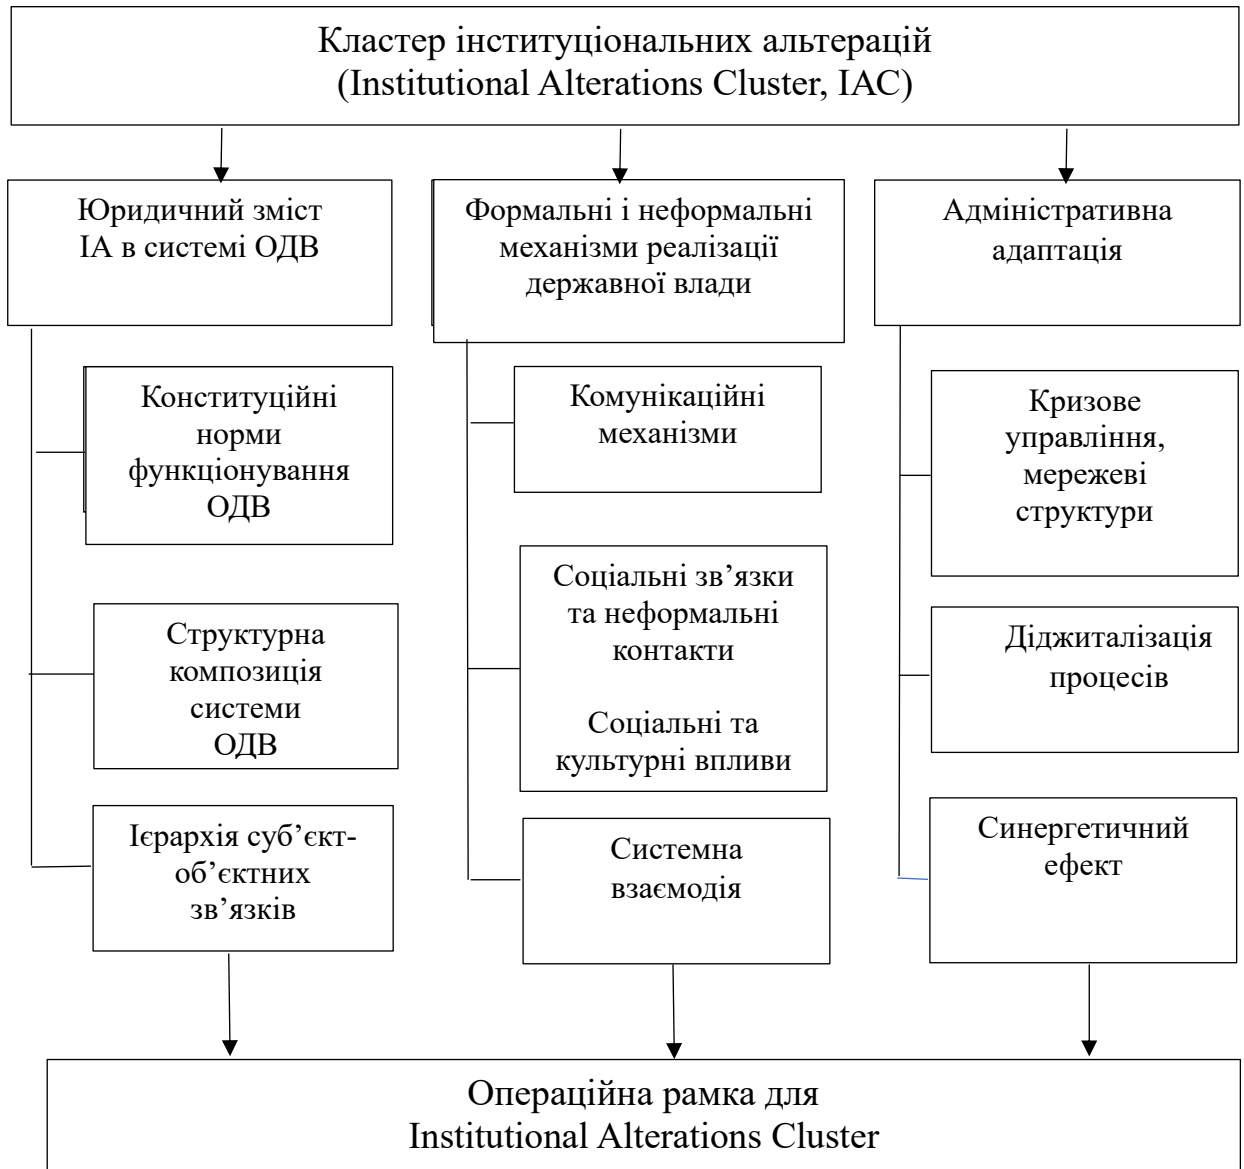 Кластер інституціональних альтерацій
(Institutional Alterations Cluster, IAC)
Юридичний зміст
ІА в системі ОДВ
Формальні і неформальні
механізми реалізації
державної влади
Адміністративна
адаптація
Конституційні
норми
функціонування
ОДВ
Комунікаційні
механізми
Кризове
управління,
мережеві
структури
Структурна
композиція
системи
ОДВ
Соціальні зв’язки
та неформальні
контакти
Соціальні та
культурні впливи
Діджиталізація
процесів
Ієрархія суб’єкт-
об’єктних
зв’язків
Системна
взаємодія
Синергетичний
ефект
Операційна рамка для
Institutional Alterations Cluster